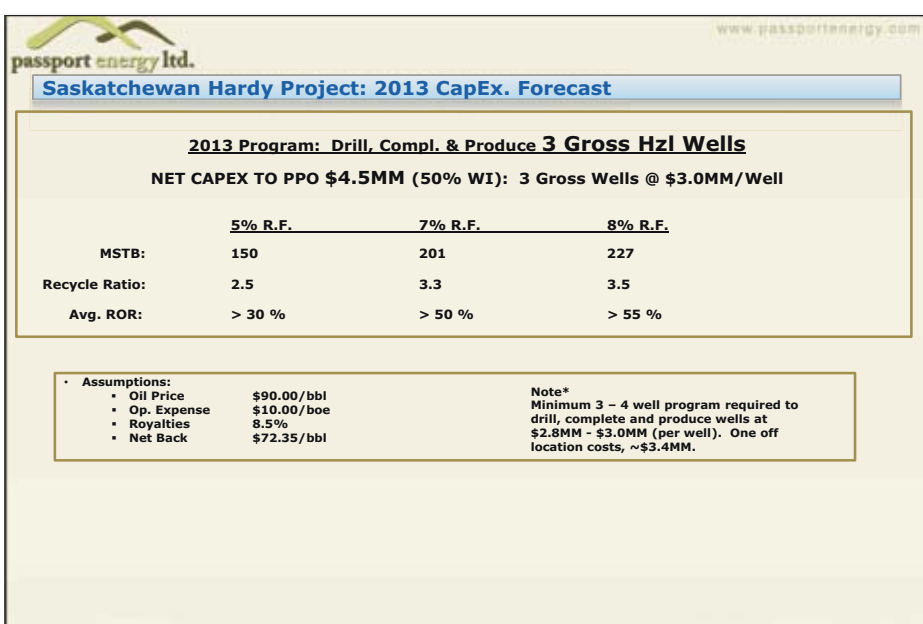 www.passportenergy.com
passport energy ltd.
Saskatchewan Hardy Project: 2013 CapEx. Forecast
2013 Program: Drill, Compl. & Produce 3 Gross Hzl Wells
NET CAPEX TO PPO $4.5MM (50% WI): 3 Gross Wells @ $3.0MM/Well
5% R.F. 7% R.F. 8% R.F.
MSTB: 150 201 227
Recycle Ratio: 2.5 3.3 3.5
Avg. ROR: > 30 % > 50 % > 55 %
• Assumptions:
▪ Oil Price $90.00/bbl
▪ Op. Expense $10.00/boe
▪ Royalties 8.5%
▪ Net Back $72.35/bbl
Note*
Minimum 3 – 4 well program required to
drill, complete and produce wells at
$2.8MM - $3.0MM (per well). One off
location costs, ~$3.4MM.